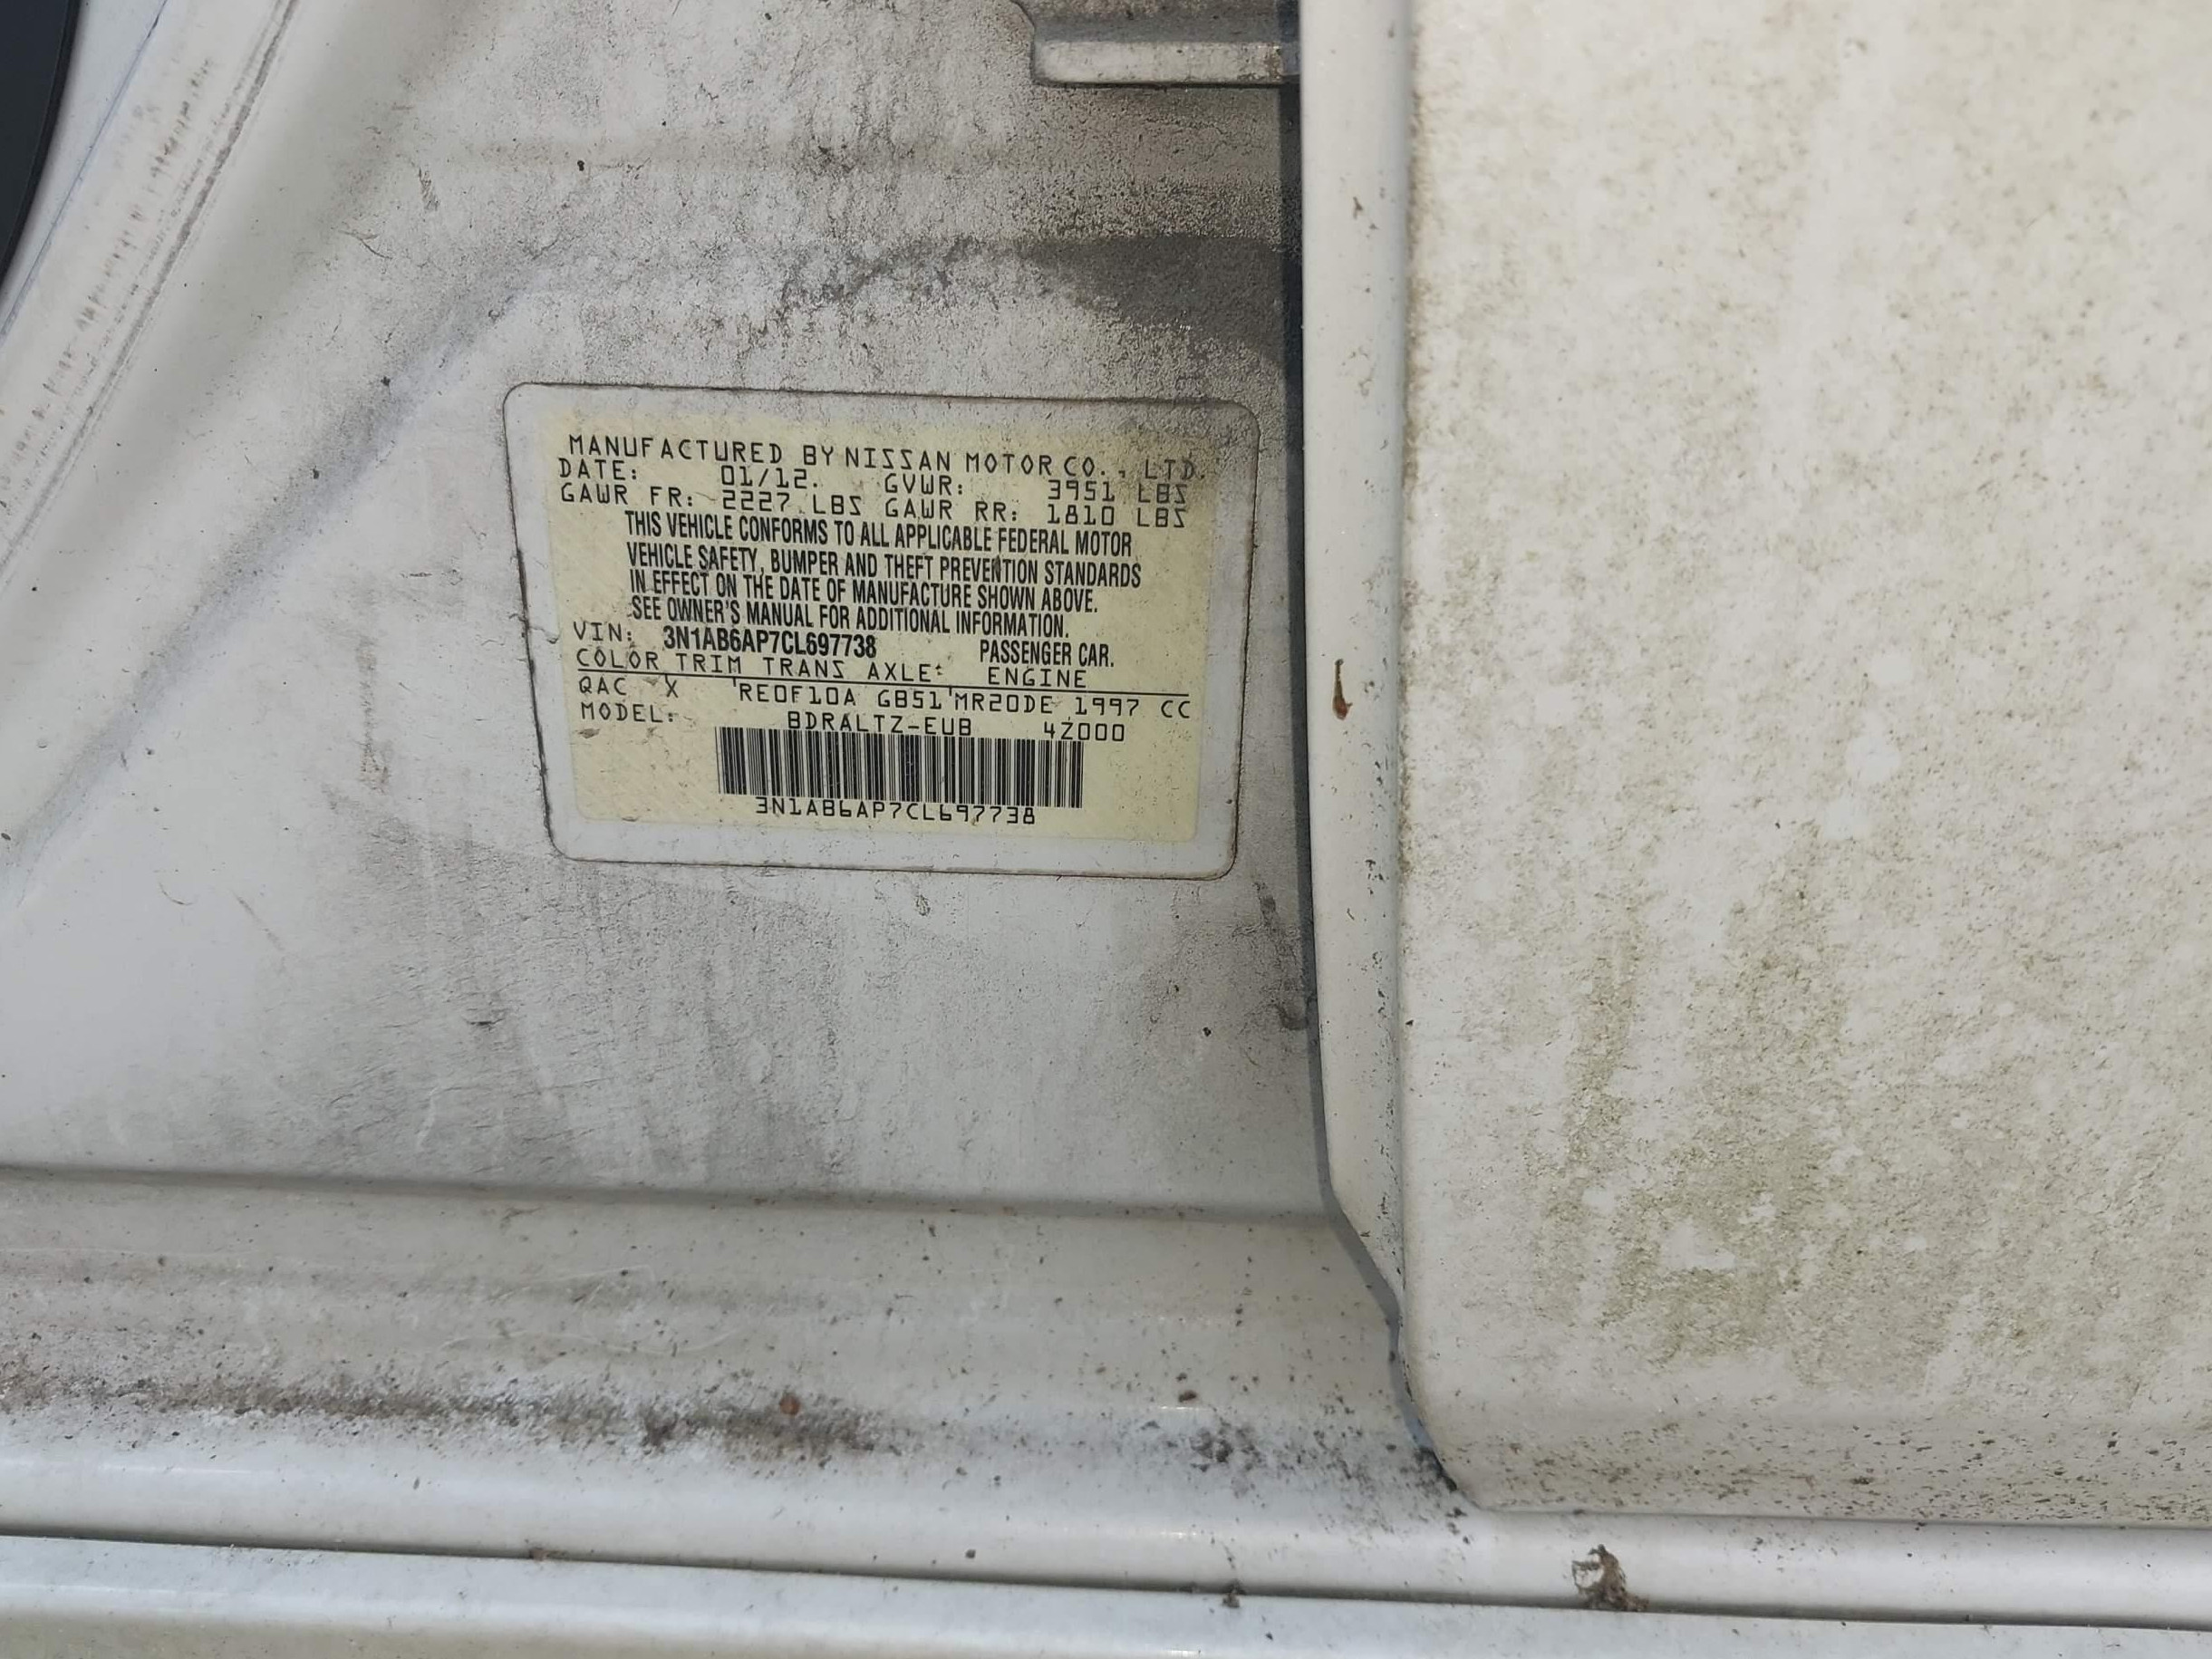 MANUFACTURED BY NISSAN MOTOR CO., LTD.
DATE: 01/12. GVWR: 3951 LBS
GAWR FR: 2227 LBS GAWR RR: 1810 LBS
THIS VEHICLE CONFORMS TO ALL APPLICABLE FEDERAL MOTOR
VEHICLE SAFETY, BUMPER AND THEFT PREVENTION STANDARDS
IN EFFECT ON THE DATE OF MANUFACTURE SHOWN ABOVE.
SEE OWNER'S MANUAL FOR ADDITIONAL INFORMATION.
VIN: 3N1AB6AP7CL697738 PASSENGER CAR.
COLOR TRIM TRANS AXLE: ENGINE
QAC X RE0F10A GB51 MR20DE 1997 CC
MODEL: BDRALTZ-EUB 4Z000
3N1AB6AP7CL697738